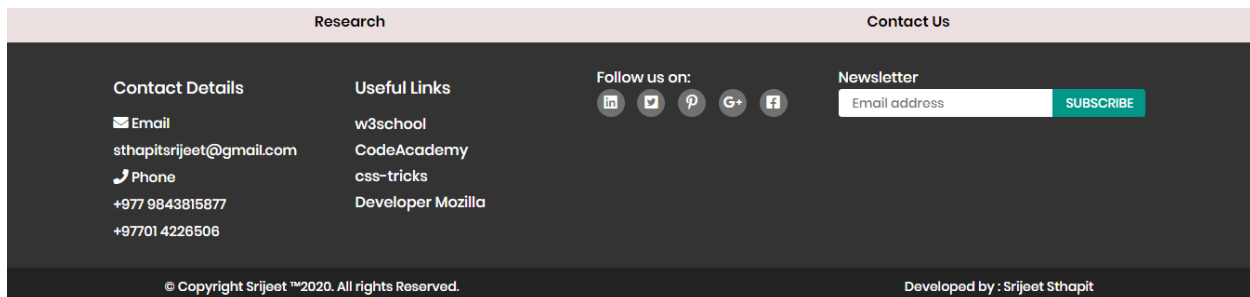 Research
Contact Us
Contact Details
Email
sthapitsrijeet@gmail.com
Phone
+977 9843815877
+97701 4226506
Useful Links
w3school
CodeAcademy
css-tricks
Developer Mozilla
Follow us on:
in
G+
Newsletter
Email address
SUBSCRIBE
© Copyright Srijeet ™2020. All rights Reserved.
Developed by : Srijeet Sthapit